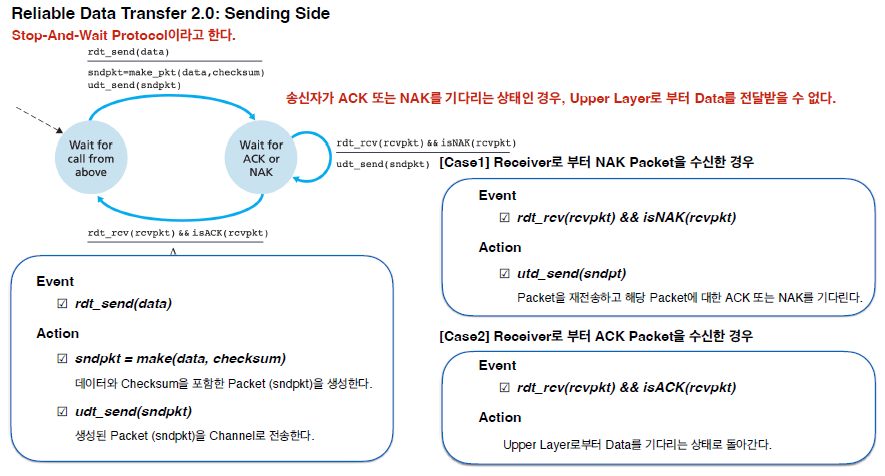 Reliable Data Transfer 2.0: Sending Side
Stop-And-Wait Protocol이라고 한다.
rdt_send(data)
sndpkt=make_pkt(data,checksum)
udt_send(sndpkt)
송신자가 ACK 또는 NAK를 기다리는 상태인 경우, Upper Layer로 부터 Data를 전달받을 수 없다.
Wait for
call from
above
Wait for
ACK or
NAK
rdt_rcv(rcvpkt) && isNAK(rcvpkt)
udt_send(sndpkt)
rdt_rcv(rcvpkt) && isACK(rcvpkt)
Λ
Event
☑ rdt_send(data)
Action
☑ sndpkt = make(data, checksum)
데이터와 Checksum을 포함한 Packet (sndpkt)을 생성한다.
☑ udt_send(sndpkt)
생성된 Packet (sndpkt)을 Channel로 전송한다.
[Case1] Receiver로 부터 NAK Packet을 수신한 경우
Event
☑ rdt_rcv(rcvpkt) && isNAK(rcvpkt)
Action
☑ utd_send(sndpt)
Packet을 재전송하고 해당 Packet에 대한 ACK 또는 NAK를 기다린다.
[Case2] Receiver로 부터 ACK Packet을 수신한 경우
Event
☑ rdt_rcv(rcvpkt) && isACK(rcvpkt)
Action
Upper Layer로부터 Data를 기다리는 상태로 돌아간다.